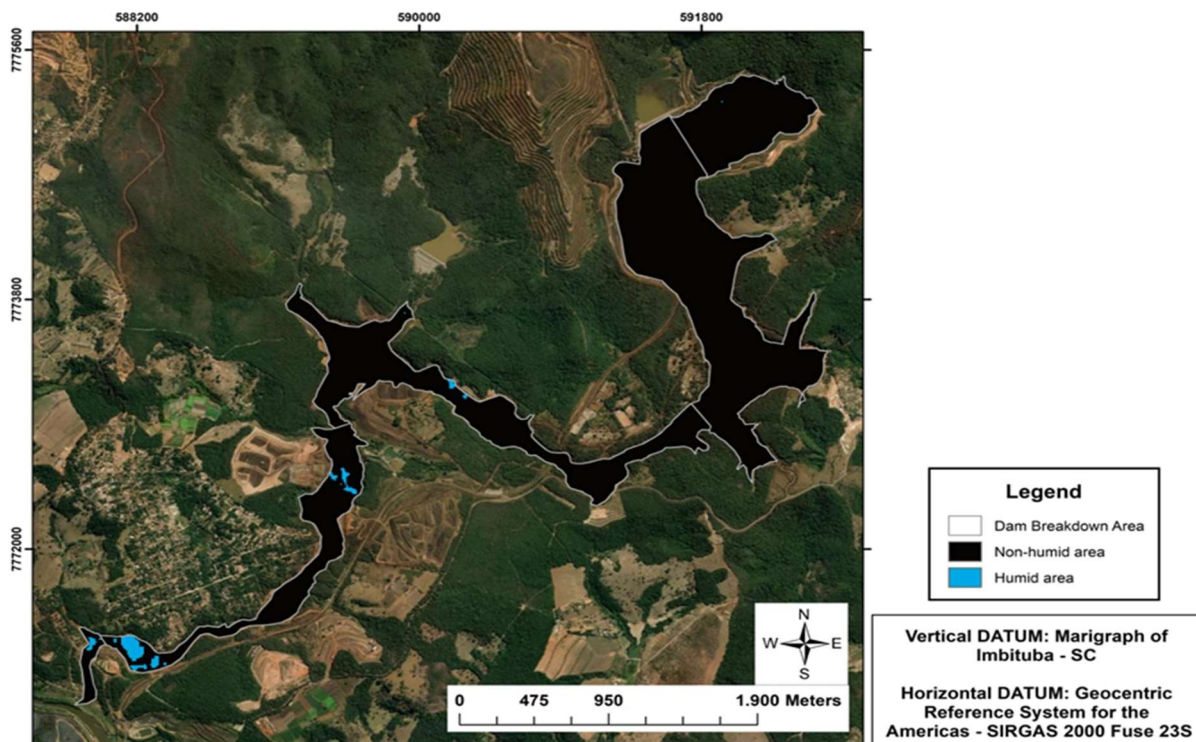 588200
590000
591800
7775600
7773800
7772000
Legend
Dam Breakdown Area
Non-humid area
Humid area
N
W
E
S
0 475 950 1.900 Meters
Vertical DATUM: Marigraph of
Imbituba - SC
Horizontal DATUM: Geocentric
Reference System for the
Americas - SIRGAS 2000 Fuse 23S